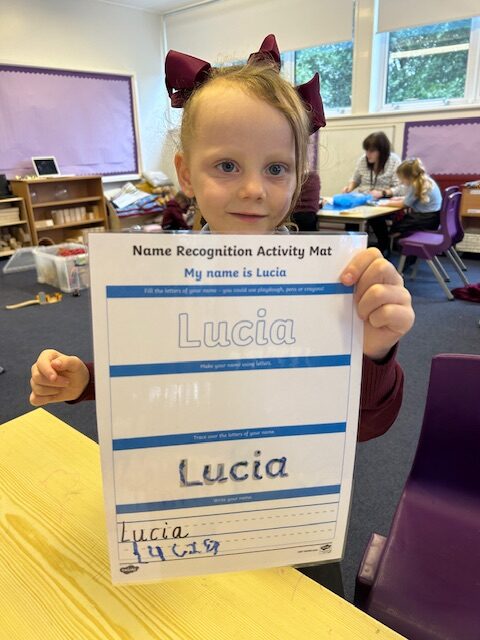 Name Recognition Activity Mat
My name is Lucia
Fill the letters of your name - you could use playdough, pens or crayons!
Lucia
Make your name using letters.
Trace over the letters of your name.
Lucia
Write your name.
Lucia
Lucia